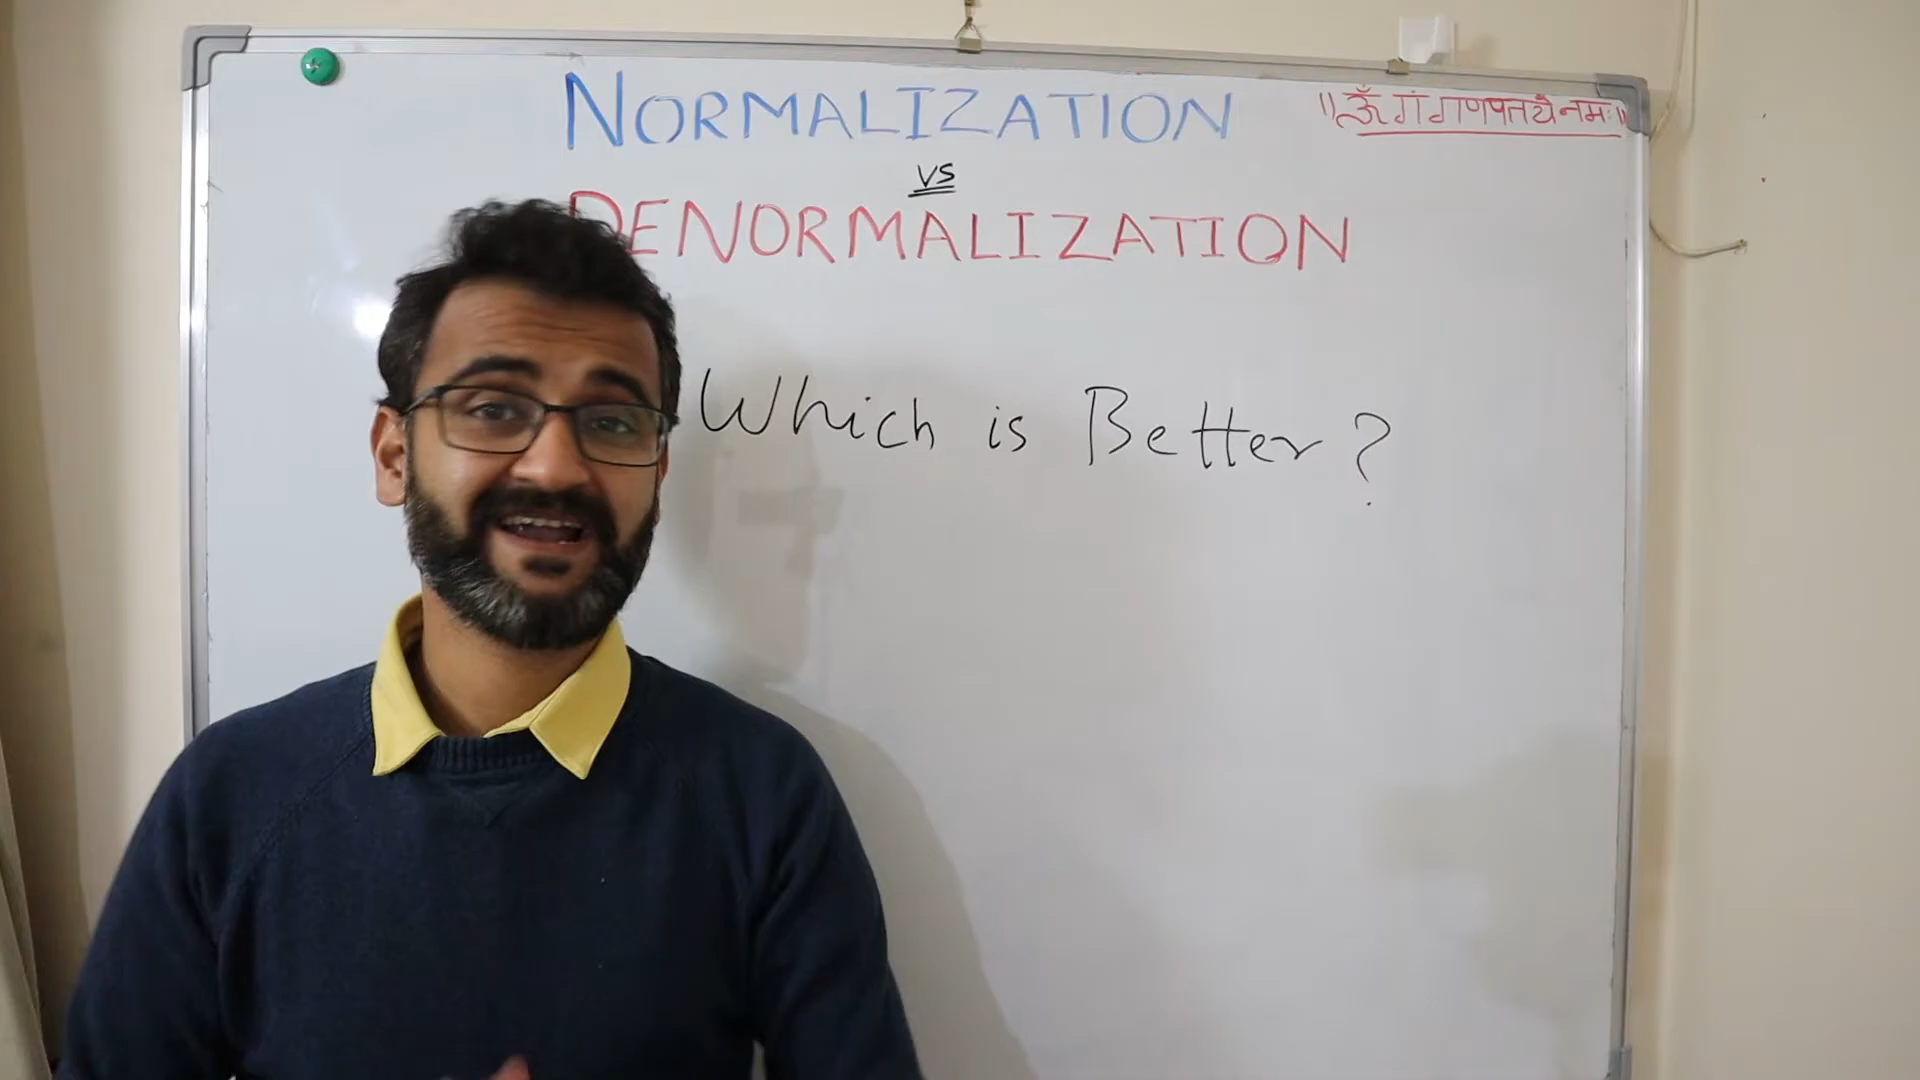 NORMALIZATION
॥ ॐ गं गणपतयै नमः ॥
vs
DENORMALIZATION
Which is Better?